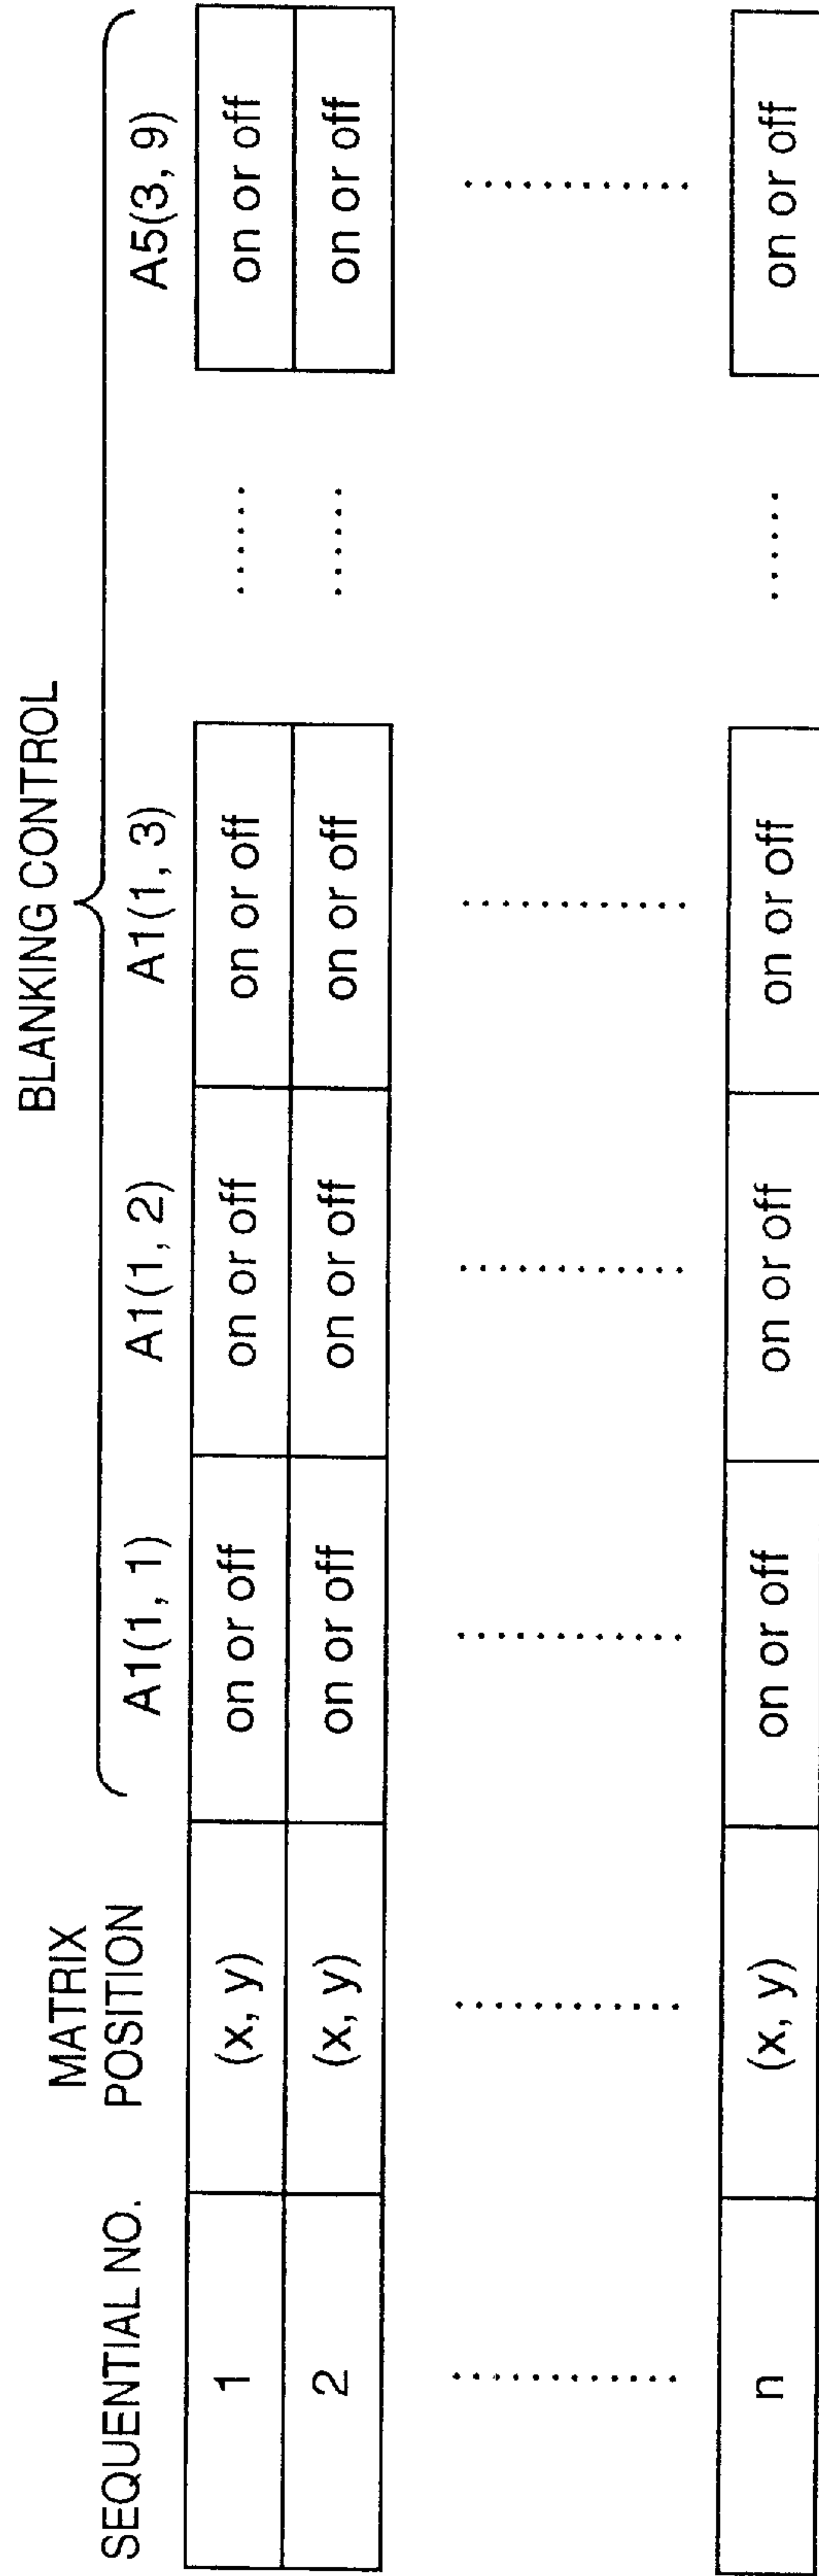 BLANKING CONTROL
SEQUENTIAL NO. MATRIX POSITION A1(1, 1) A1(1, 2) A1(1, 3) A5(3, 9)
1 (x, y) on or off on or off on or off ...... on or off
2 (x, y) on or off on or off on or off ...... on or off
............ ............ ............ ............ ............ ............
n (x, y) on or off on or off on or off ...... on or off